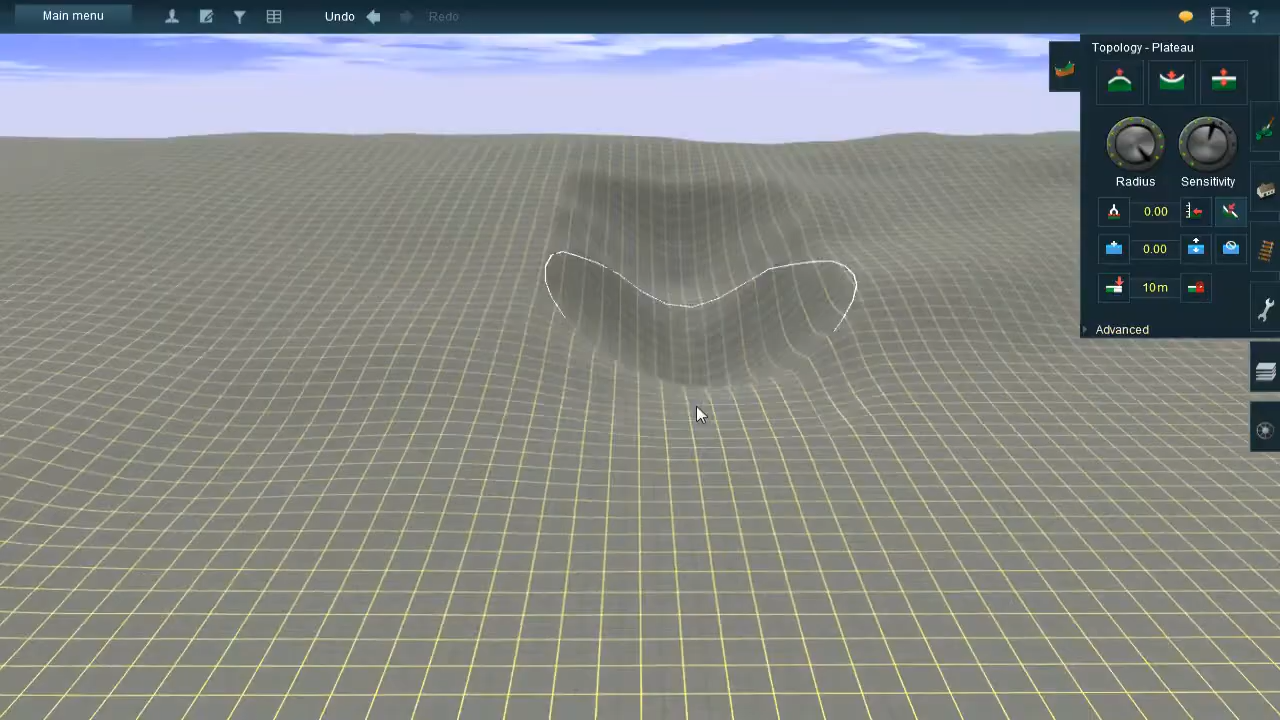 Main menu
Undo
Redo
?
Topology - Plateau
Radius
Sensitivity
0.00
0.00
10m
Advanced